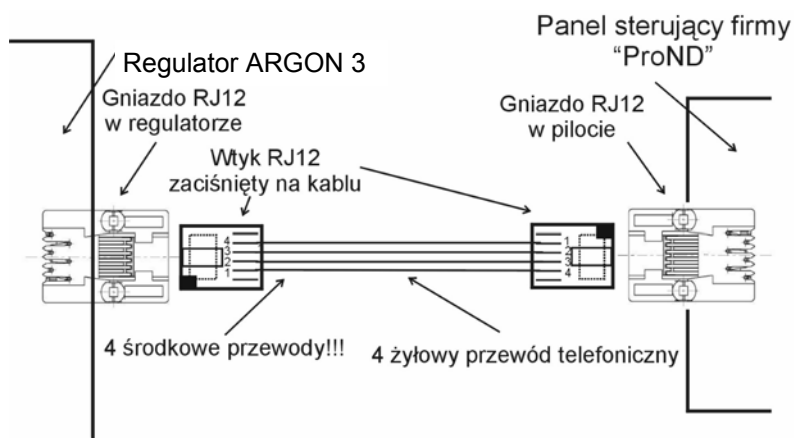 Panel sterujący firmy
"ProND"
Regulator ARGON 3
Gniazdo RJ12
w regulatorze
Gniazdo RJ12
w pilocie
Wtyk RJ12
zaciśnięty na kablu
4
3
2
1
1
2
3
4
4 środkowe przewody!!!
4 żyłowy przewód telefoniczny